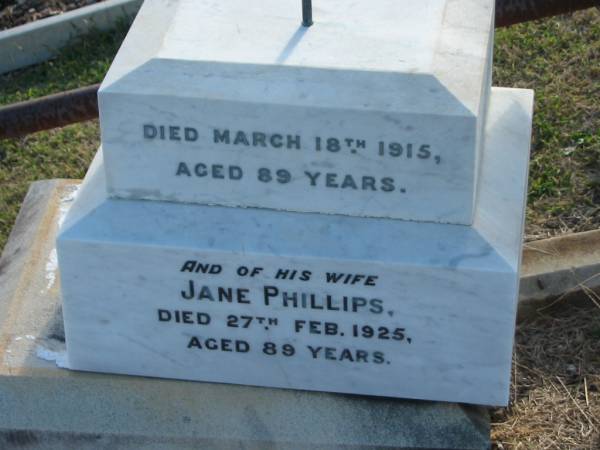 DIED MARCH 18TH 1915,
AGED 89 YEARS.
AND OF HIS WIFE
JANE PHILLIPS,
DIED 27TH FEB. 1925,
AGED 89 YEARS.